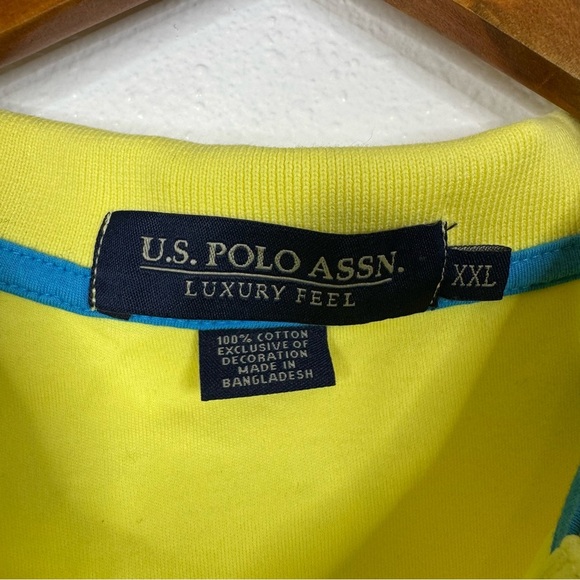 U.S. POLO ASSN.
LUXURY FEEL
XXL
100% COTTON
EXCLUSIVE OF
DECORATION
MADE IN
BANGLADESH